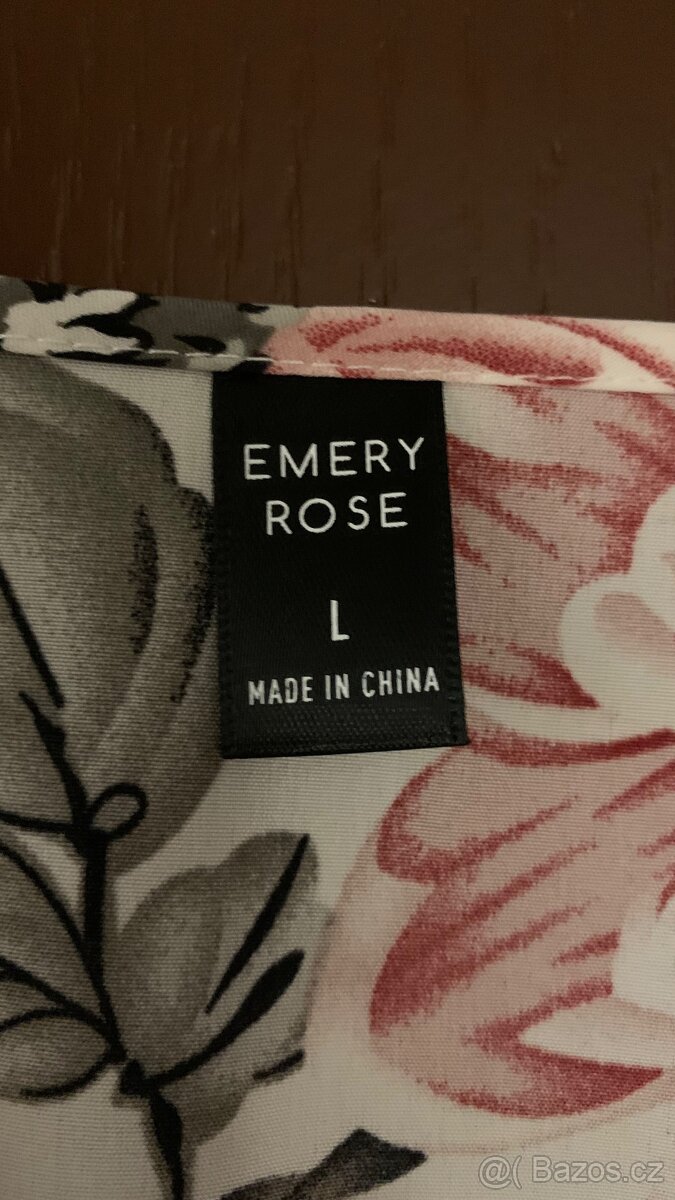 EMERY
ROSE
L
MADE IN CHINA
@( Bazos.cz